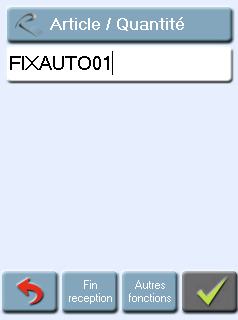 Article / Quantité
FIXAUTO01
Fin
reception
Autres
fonctions